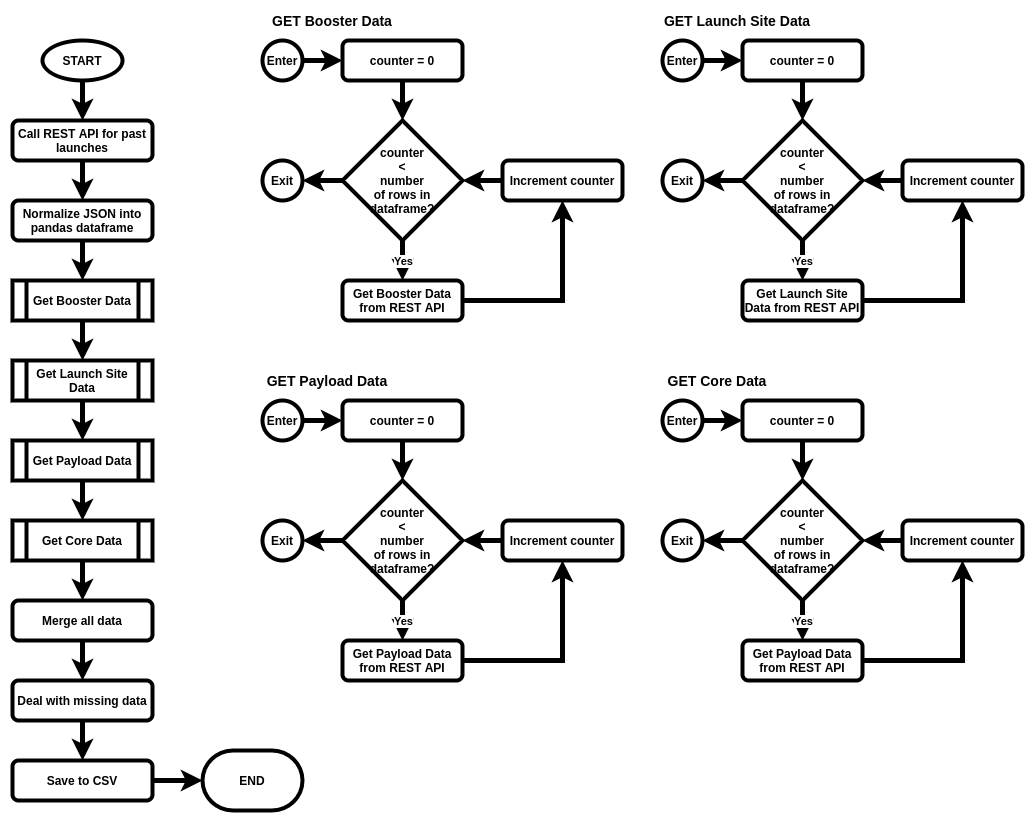 START
Call REST API for past
launches
Normalize JSON into
pandas dataframe
Get Booster Data
Get Launch Site
Data
Get Payload Data
Get Core Data
Merge all data
Deal with missing data
Save to CSV
END
GET Booster Data
Enter
counter = 0
counter
<
number
of rows in
dataframe?
Exit
Increment counter
Yes
Get Booster Data
from REST API
GET Launch Site Data
Enter
counter = 0
counter
<
number
of rows in
dataframe?
Exit
Increment counter
Yes
Get Launch Site
Data from REST API
GET Payload Data
Enter
counter = 0
counter
<
number
of rows in
dataframe?
Exit
Increment counter
Yes
Get Payload Data
from REST API
GET Core Data
Enter
counter = 0
counter
<
number
of rows in
dataframe?
Exit
Increment counter
Yes
Get Payload Data
from REST API